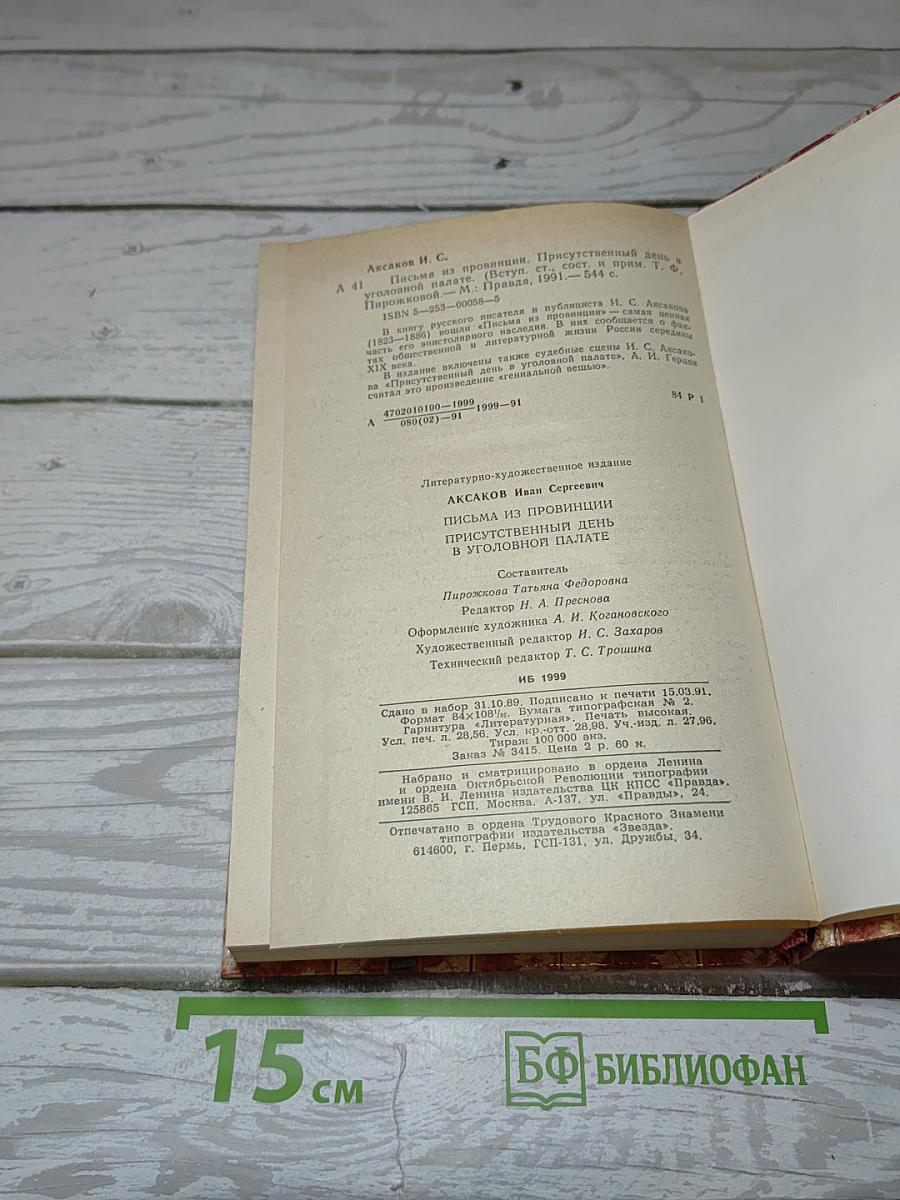 Аксаков И. С.
А 41 Письма из провинции. Присутственный день в
уголовной палате. (Вступ. ст., сост. и прим. Т. Ф.
Пирожковой.— М.: Правда, 1991.— 544 с.
ISBN 5—253—00058—5
В книгу русского писателя и публициста И. С. Аксакова
(1823—1886) вошли «Письма из провинции» — самая ценная
часть его эпистолярного наследия. В них сообщается о фак-
тах общественной и литературной жизни России середины
XIX века.
В издание включены также судебные сцены И. С. Аксако-
ва «Присутственный день в уголовной палате». А. И. Герцен
считал это произведение «гениальной вещью».
А 4702010100—1999
080(02)—91 1999—91
84 Р 1
Литературно-художественное издание
АКСАКОВ Иван Сергеевич
ПИСЬМА ИЗ ПРОВИНЦИИ
ПРИСУТСТВЕННЫЙ ДЕНЬ
В УГОЛОВНОЙ ПАЛАТЕ
Составитель
Пирожкова Татьяна Федоровна
Редактор Н. А. Преснова
Оформление художника А. И. Когановского
Художественный редактор И. С. Захаров
Технический редактор Т. С. Трошина
ИБ 1999
Сдано в набор 31.10.89. Подписано к печати 15.03.91.
Формат 84×108¹/₃₂. Бумага типографская № 2.
Гарнитура «Литературная». Печать высокая.
Усл. печ. л. 28,56. Усл. кр.-отт. 28,98. Уч.-изд. л. 27,96.
Тираж 100 000 экз.
Заказ № 3415. Цена 2 р. 60 к.
Набрано и сматрицировано в ордена Ленина
и ордена Октябрьской Революции типографии
имени В. И. Ленина издательства ЦК КПСС «Правда».
125865 ГСП, Москва, А-137, ул. «Правды», 24.
Отпечатано в ордена Трудового Красного Знамени
типографии издательства «Звезда».
614600, г. Пермь, ГСП-131, ул. Дружбы, 34.
15 см
БФ БИБЛИОФАН